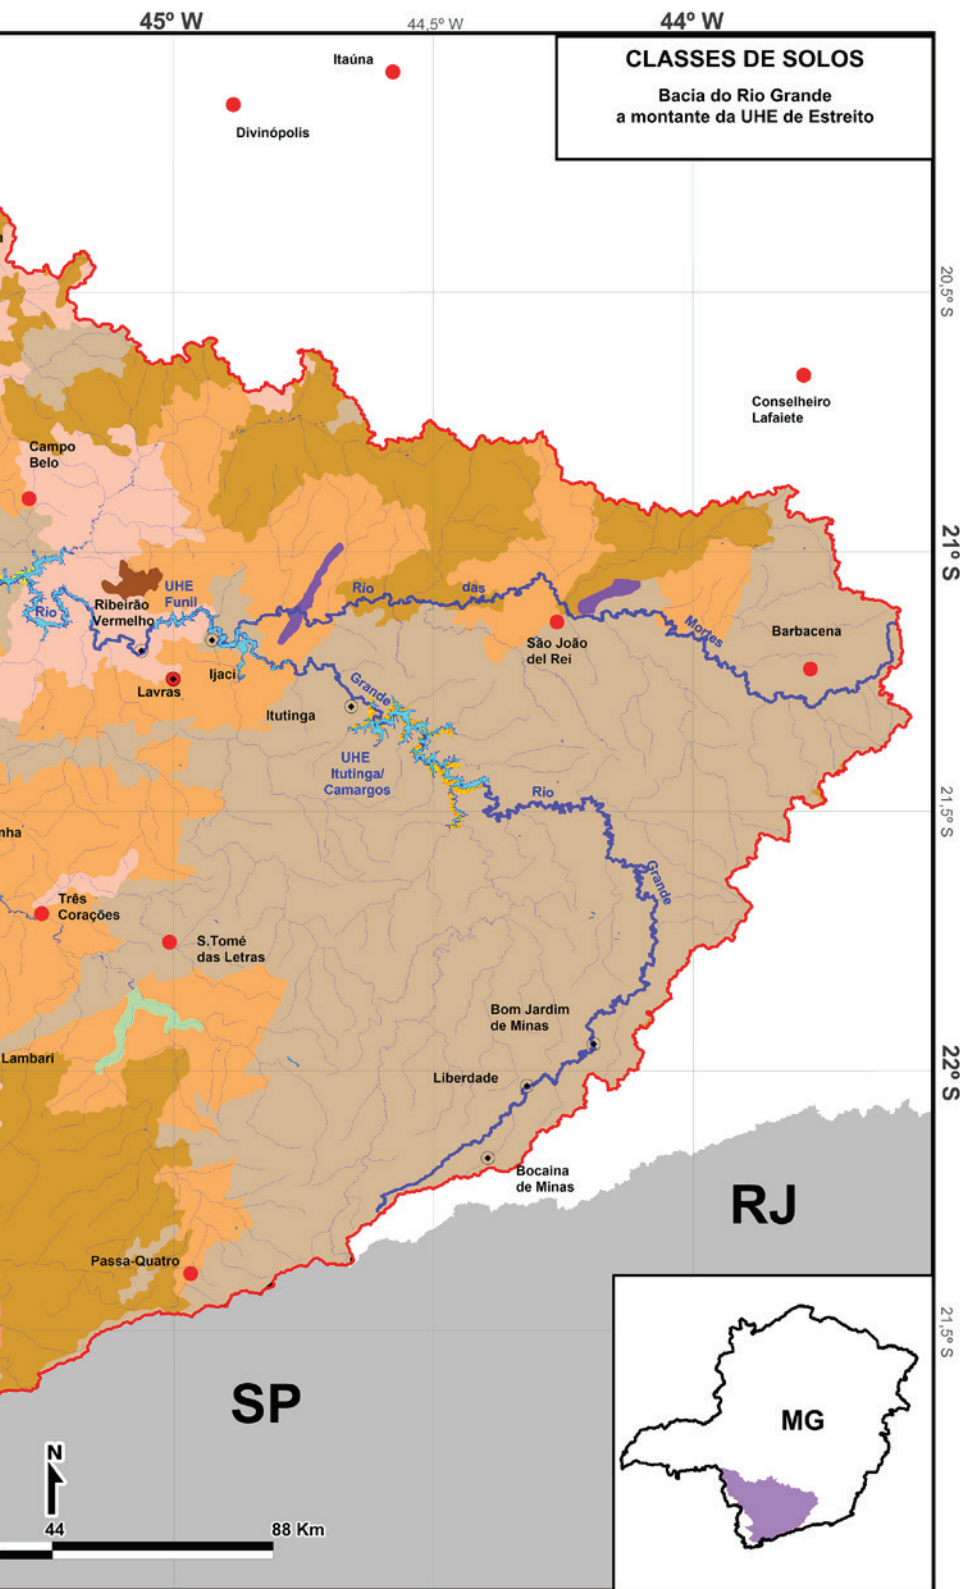 45º W
44,5º W
44º W
CLASSES DE SOLOS
Bacia do Rio Grande
a montante da UHE de Estreito
Itaúna
Divinópolis
20,5º S
Conselheiro
Lafaiete
Campo
Belo
21º S
UHE
Funil
Rio
das
Mortes
Ribeirão
Vermelho
Rio
São João
del Rei
Barbacena
Ijaci
Lavras
Grande
Itutinga
UHE
Itutinga/
Camargos
Rio
21,5º S
nha
Grande
Três
Corações
S.Tomé
das Letras
Bom Jardim
de Minas
Lambari
Liberdade
22º S
Bocaina
de Minas
RJ
Passa-Quatro
21,5º S
SP
MG
N
44
88 Km